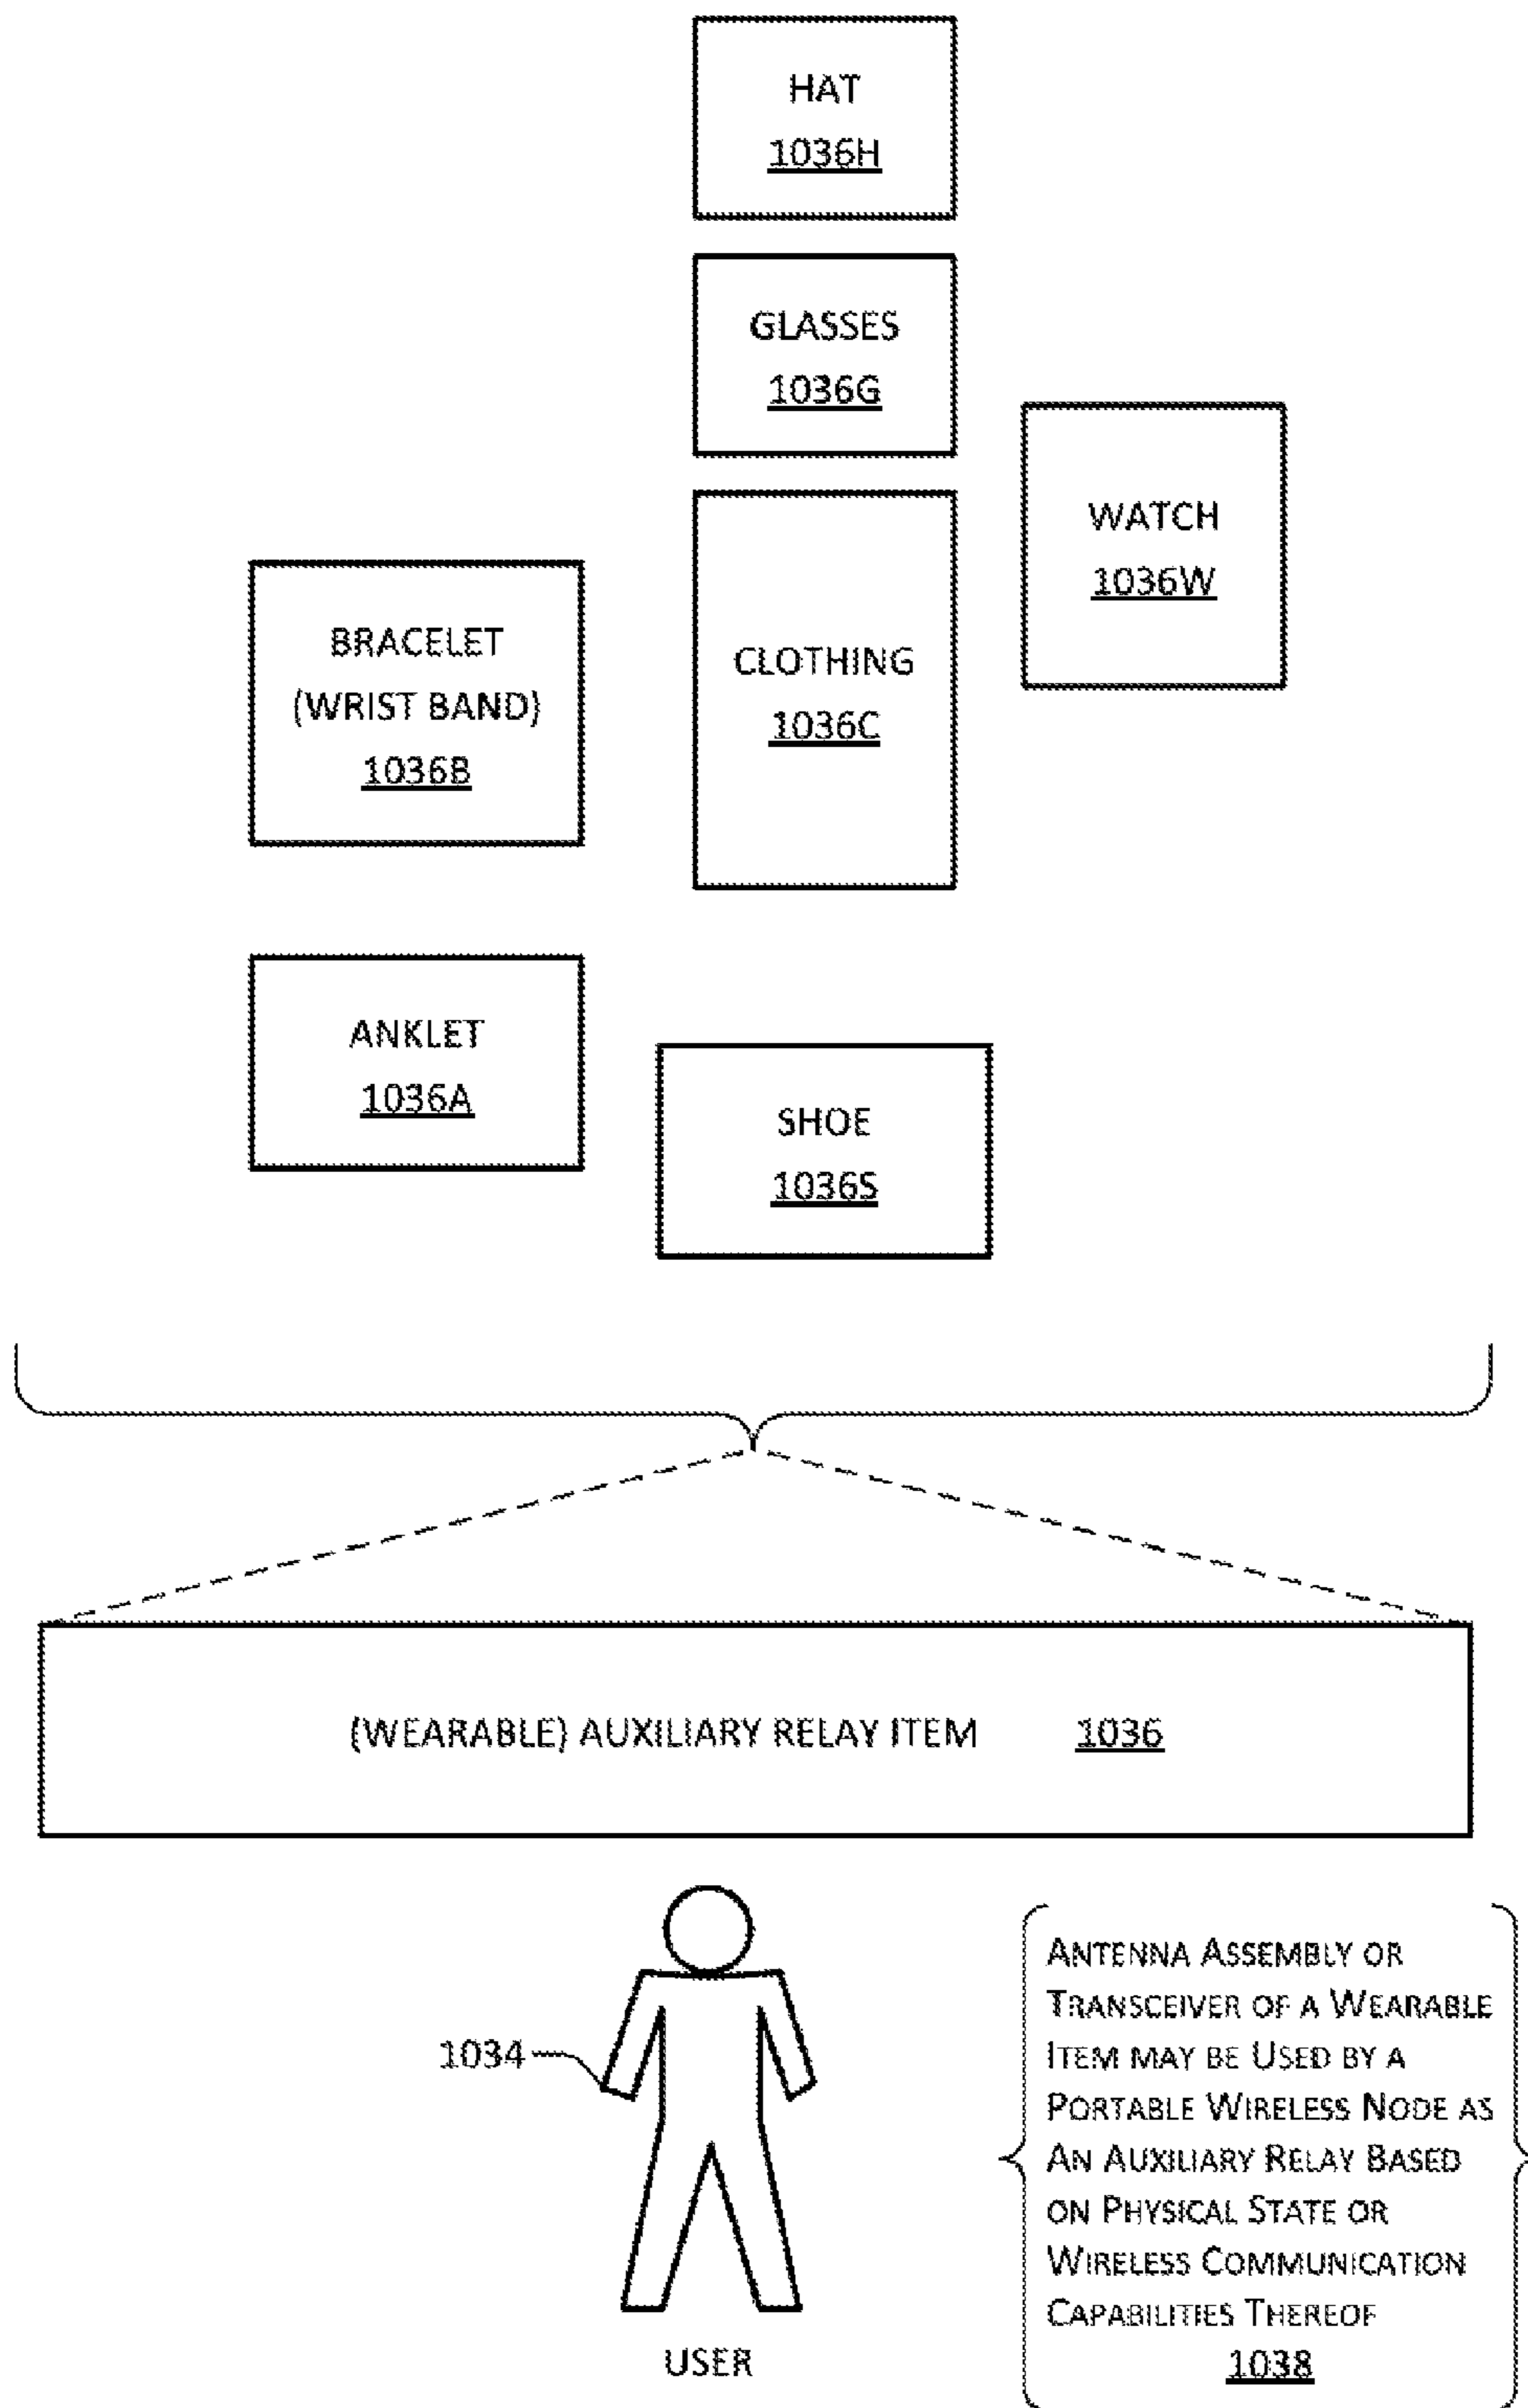 HAT
1036H
GLASSES
1036G
WATCH
1036W
BRACELET
(WRIST BAND)
1036B
CLOTHING
1036C
ANKLET
1036A
SHOE
1036S
(WEARABLE) AUXILIARY RELAY ITEM 1036
1034
USER
ANTENNA ASSEMBLY OR
TRANSCEIVER OF A WEARABLE
ITEM MAY BE USED BY A
PORTABLE WIRELESS NODE AS
AN AUXILIARY RELAY BASED
ON PHYSICAL STATE OR
WIRELESS COMMUNICATION
CAPABILITIES THEREOF
1038